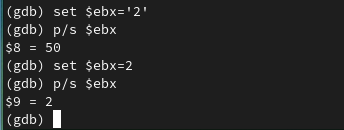 (gdb) set $ebx='2'
(gdb) p/s $ebx
$8 = 50
(gdb) set $ebx=2
(gdb) p/s $ebx
$9 = 2
(gdb)